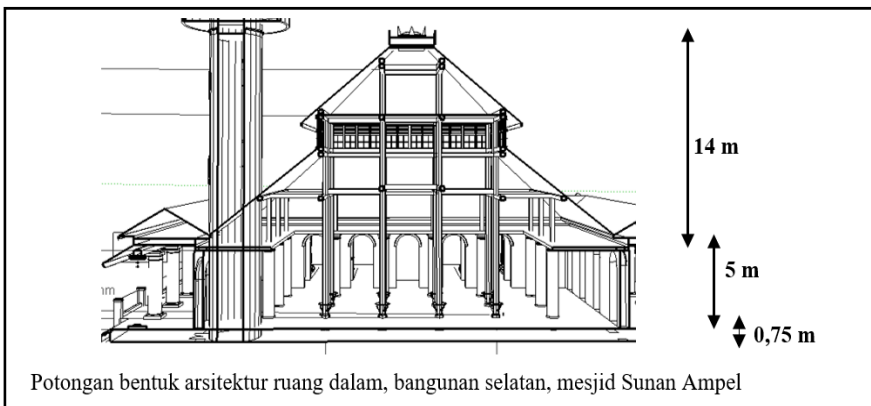 14 m
5 m
0,75 m
Potongan bentuk arsitektur ruang dalam, bangunan selatan, mesjid Sunan Ampel